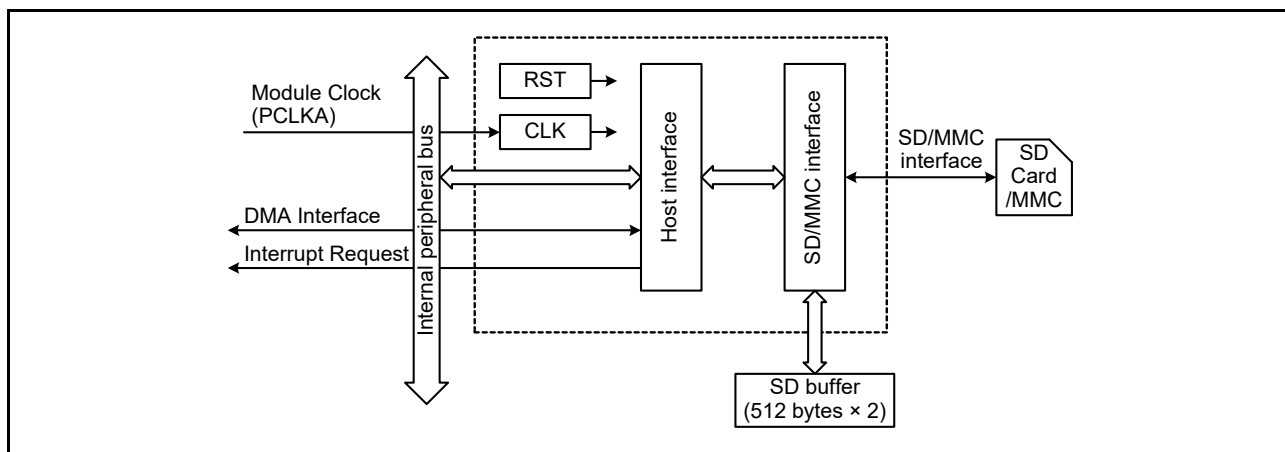 Module Clock
(PCLKA)
RST
CLK
DMA Interface
Interrupt Request
Internal peripheral bus
Host interface
SD/MMC interface
SD/MMC
interface
SD
Card
/MMC
SD buffer
(512 bytes × 2)